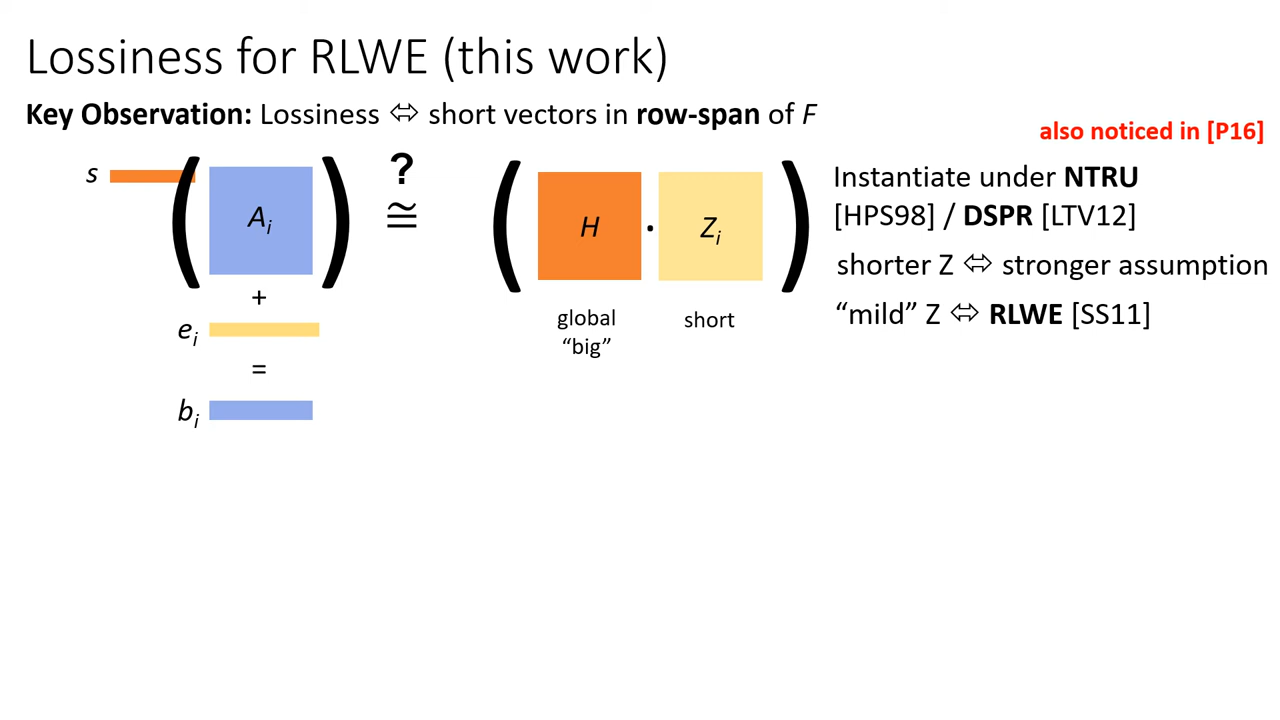 Lossiness for RLWE (this work)
Key Observation: Lossiness ⇔ short vectors in row-span of F
also noticed in [P16]
s
( A_i )
?
≅
( H · Z_i )
+
e_i
=
b_i
global
“big”
short
Instantiate under NTRU
[HPS98] / DSPR [LTV12]
shorter Z ⇔ stronger assumption
“mild” Z ⇔ RLWE [SS11]